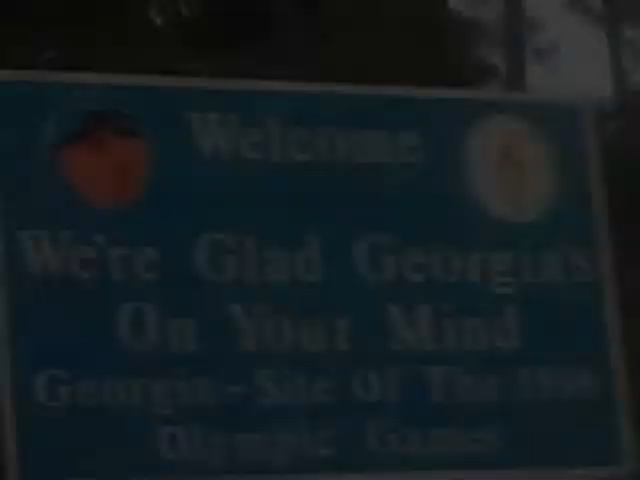 Welcome
We're Glad Georgia's
On Your Mind
Georgia - Site Of The 1996
Olympic Games